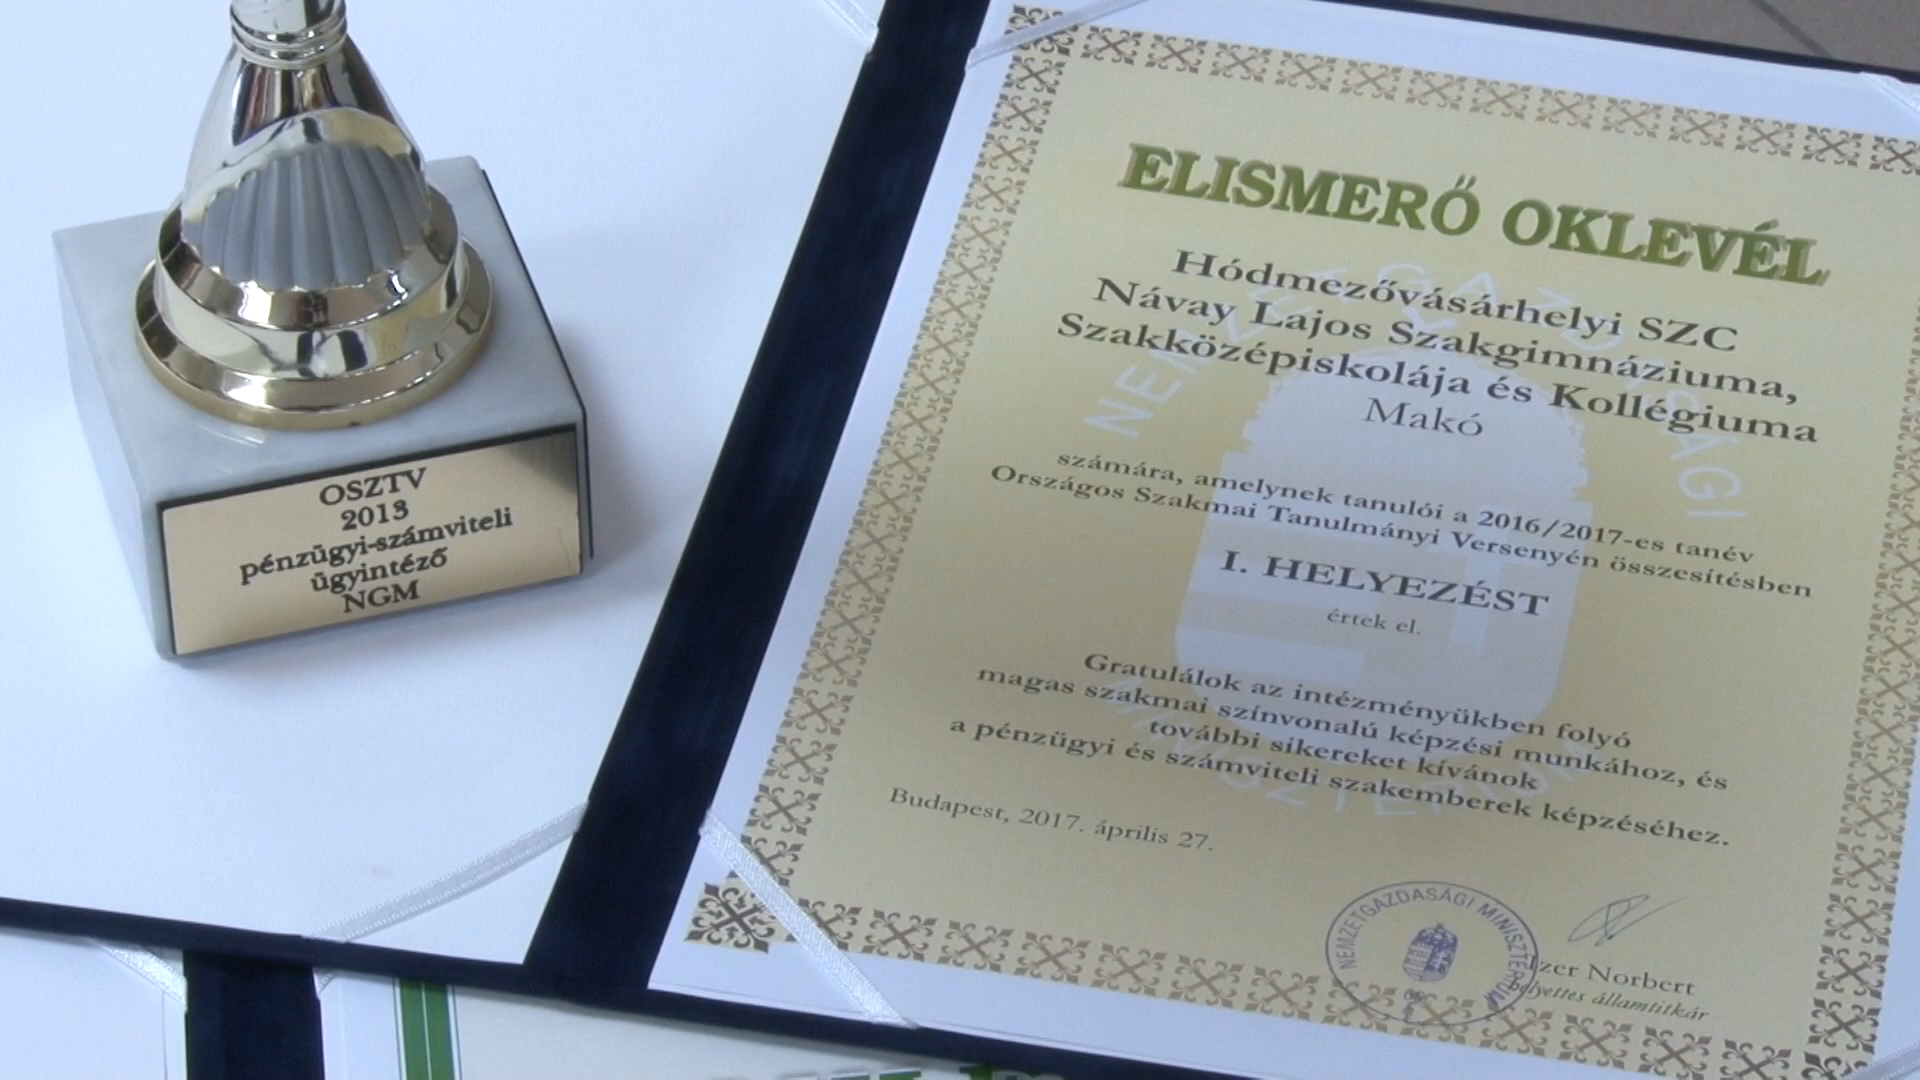 OSZTV
2013
pénzügyi-számviteli
ügyintéző
NGM
ELISMERŐ OKLEVÉL
Hódmezővásárhelyi SZC
Návay Lajos Szakgimnáziuma,
Szakközépiskolája és Kollégiuma
Makó
számára, amelynek tanulói a 2016/2017-es tanév
Országos Szakmai Tanulmányi Versenyén összesítésben
I. HELYEZÉST
értek el.
Gratulálok az intézményükben folyó
magas szakmai színvonalú képzési munkához, és
további sikereket kívánok
a pénzügyi és számviteli szakemberek képzéséhez.
Budapest, 2017. április 27.
NEMZETGAZDASÁGI MINISZTÉRIUM
Norbert
helyettes államtitkár
NEMZETGAZDASÁGI
MINISZTÉRIUM